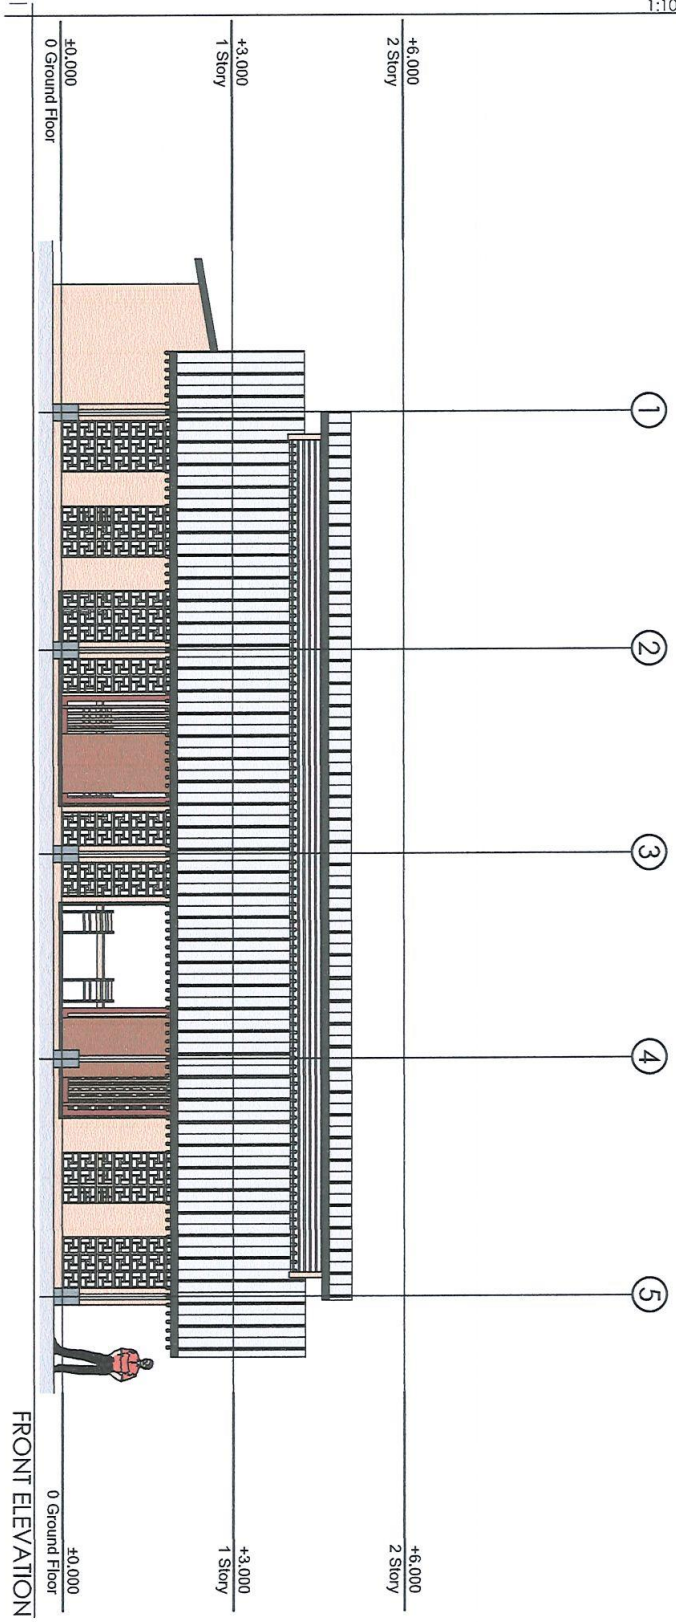 1:10
+6.000
2 Story
+3.000
1 Story
±0.000
0 Ground Floor
1
2
3
4
5
+6.000
2 Story
+3.000
1 Story
±0.000
0 Ground Floor
FRONT ELEVATION